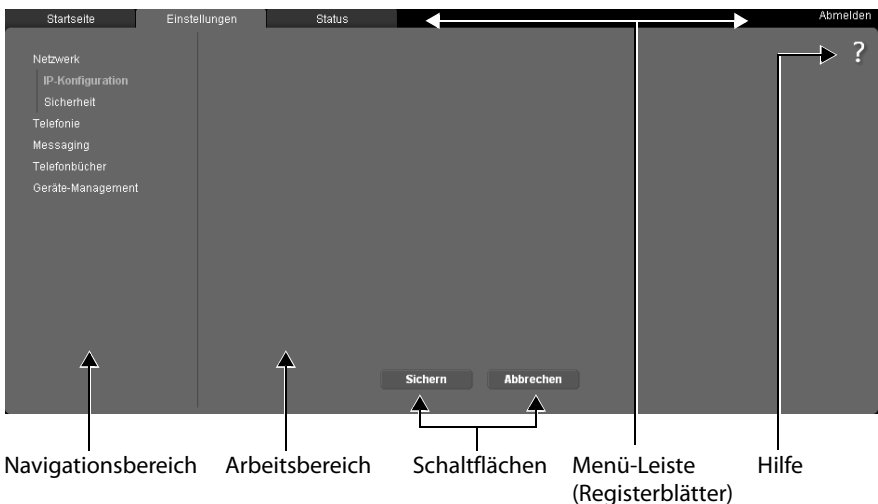 Startseite
Einstellungen
Status
Abmelden
?
Netzwerk
IP-Konfiguration
Sicherheit
Telefonie
Messaging
Telefonbücher
Geräte-Management
Sichern
Abbrechen
Navigationsbereich
Arbeitsbereich
Schaltflächen
Menü-Leiste
(Registerblätter)
Hilfe